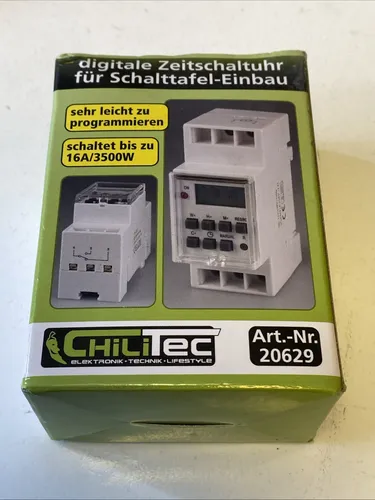 digitale Zeitschaltuhr
für Schalttafel-Einbau
sehr leicht zu
programmieren
schaltet bis zu
16A/3500W
CHiLiTEC
ELEKTRONIK · TECHNIK · LIFESTYLE
Art.-Nr.
20629